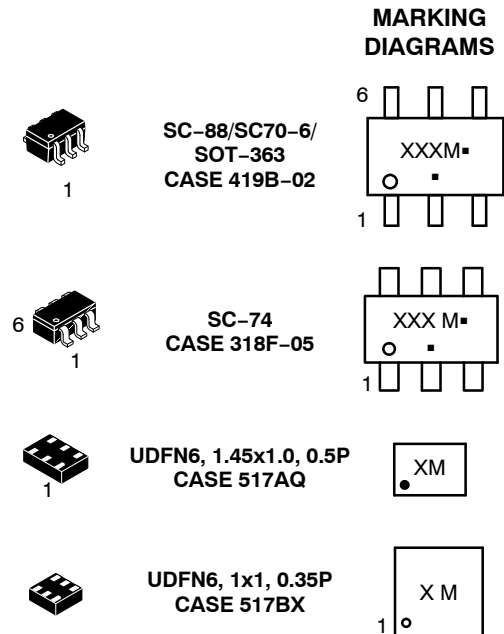 MARKING
DIAGRAMS
1
SC−88/SC70−6/
SOT−363
CASE 419B−02
6
XXXM▪
▪
1
6
1
SC−74
CASE 318F−05
XXX M▪
▪
1
1
UDFN6, 1.45x1.0, 0.5P
CASE 517AQ
XM
UDFN6, 1x1, 0.35P
CASE 517BX
X M
1